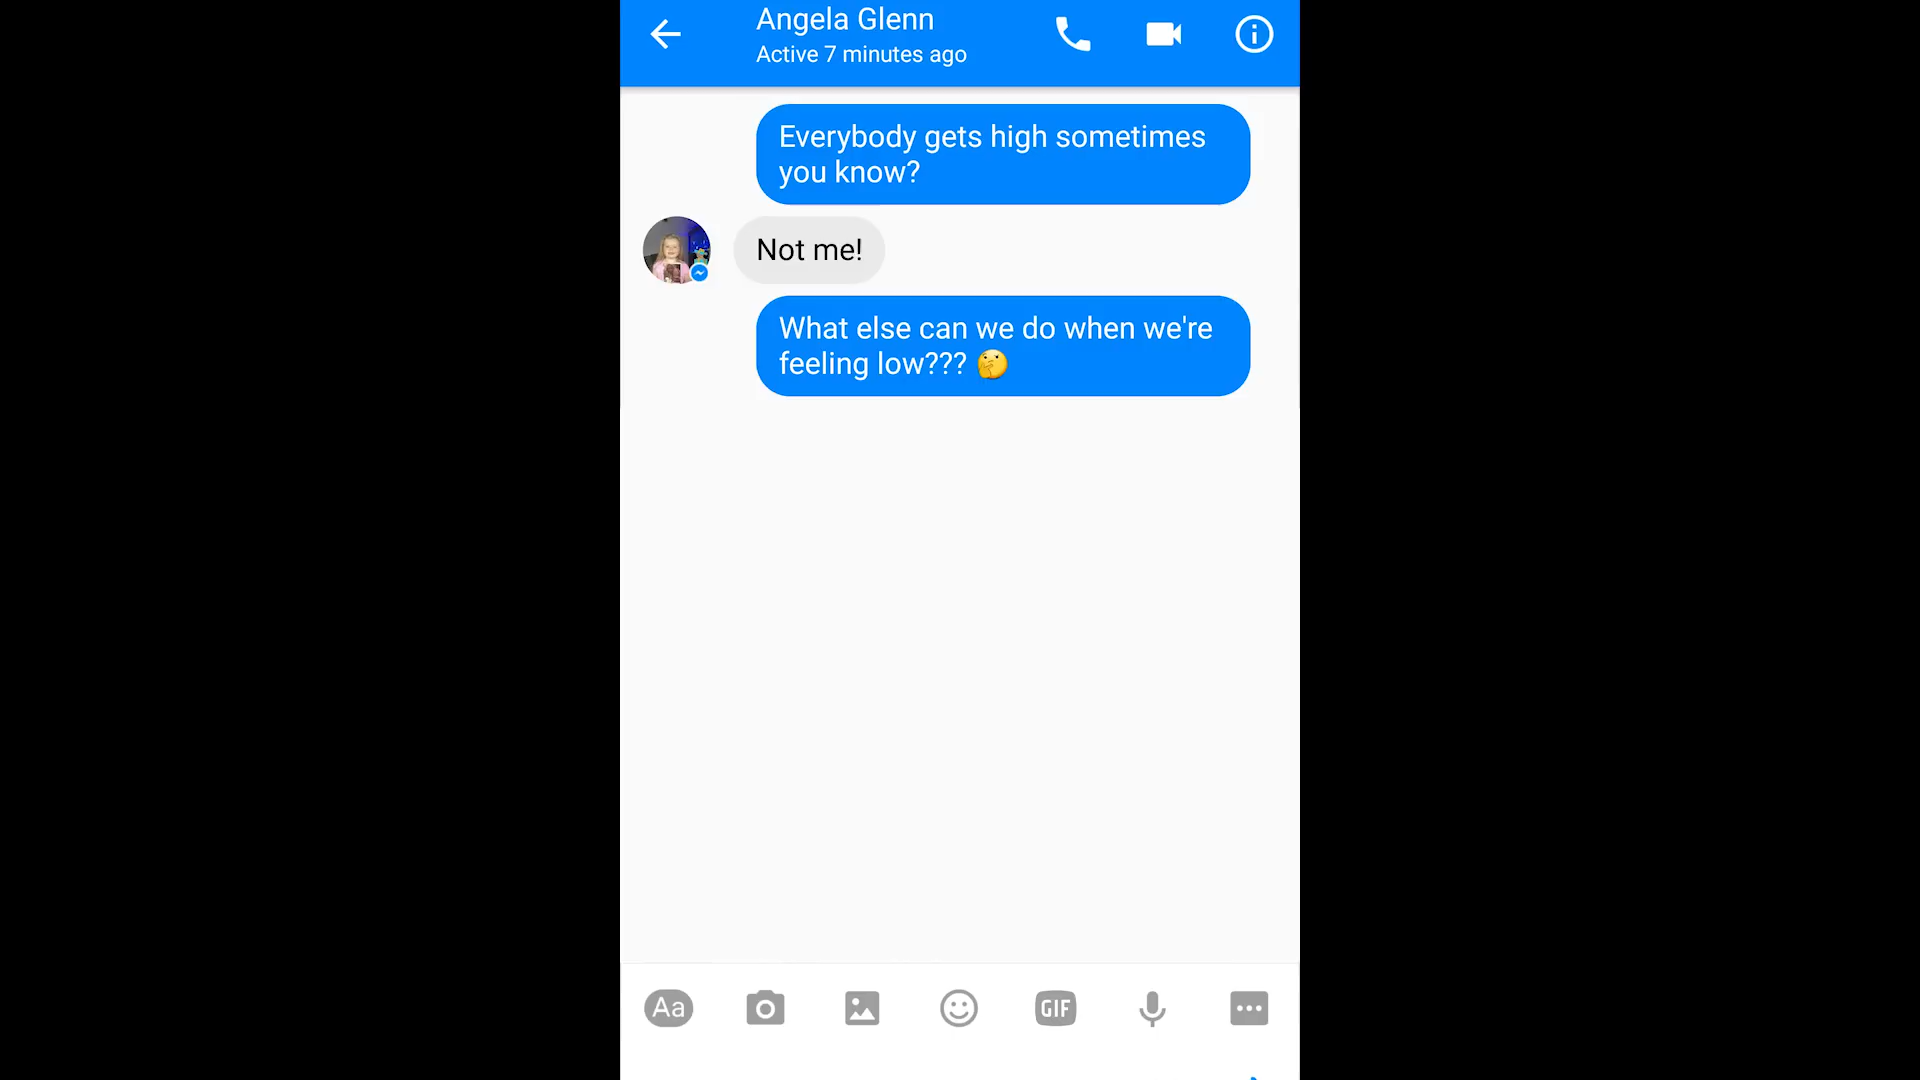 Angela Glenn
Active 7 minutes ago
Everybody gets high sometimes
you know?
Not me!
What else can we do when we're
feeling low??? 🤔
Aa
GIF